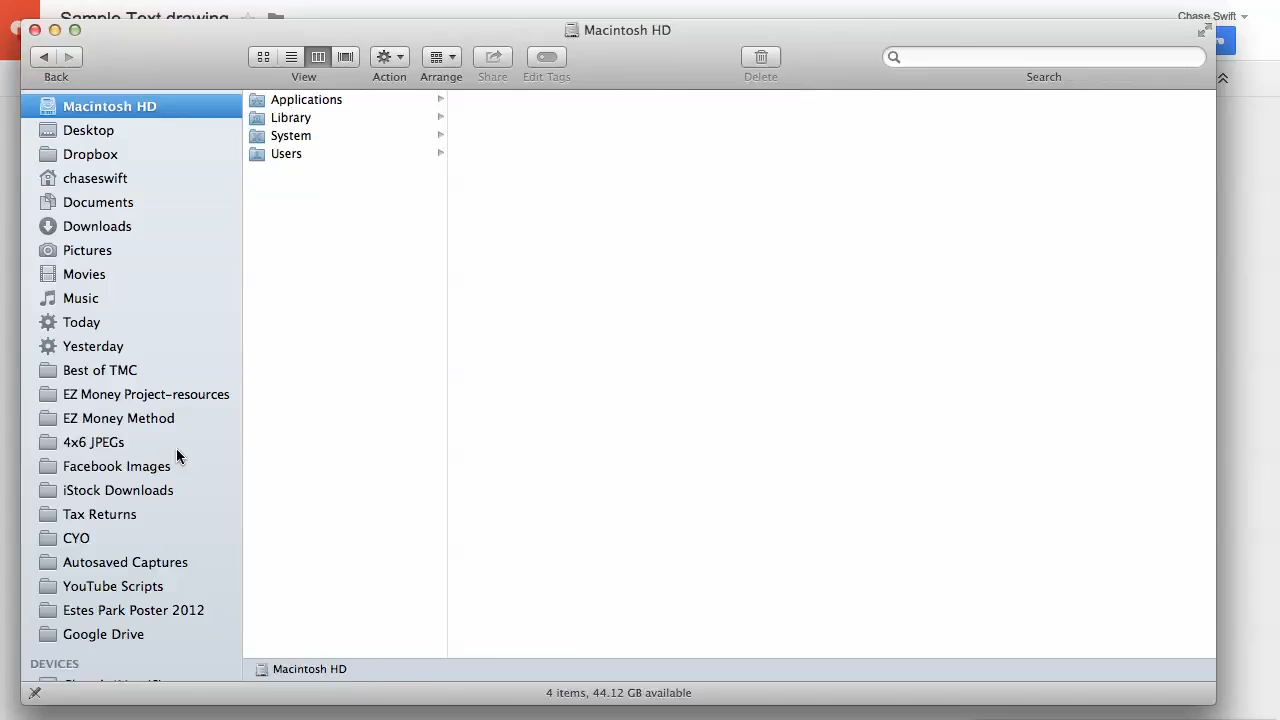 Sample Text drawing
Chase Swift
Macintosh HD
Back
View
Action
Arrange
Share
Edit Tags
Delete
Search
Macintosh HD
Desktop
Dropbox
chaseswift
Documents
Downloads
Pictures
Movies
Music
Today
Yesterday
Best of TMC
EZ Money Project-resources
EZ Money Method
4x6 JPEGs
Facebook Images
iStock Downloads
Tax Returns
CYO
Autosaved Captures
YouTube Scripts
Estes Park Poster 2012
Google Drive
DEVICES
Applications
Library
System
Users
Macintosh HD
4 items, 44.12 GB available